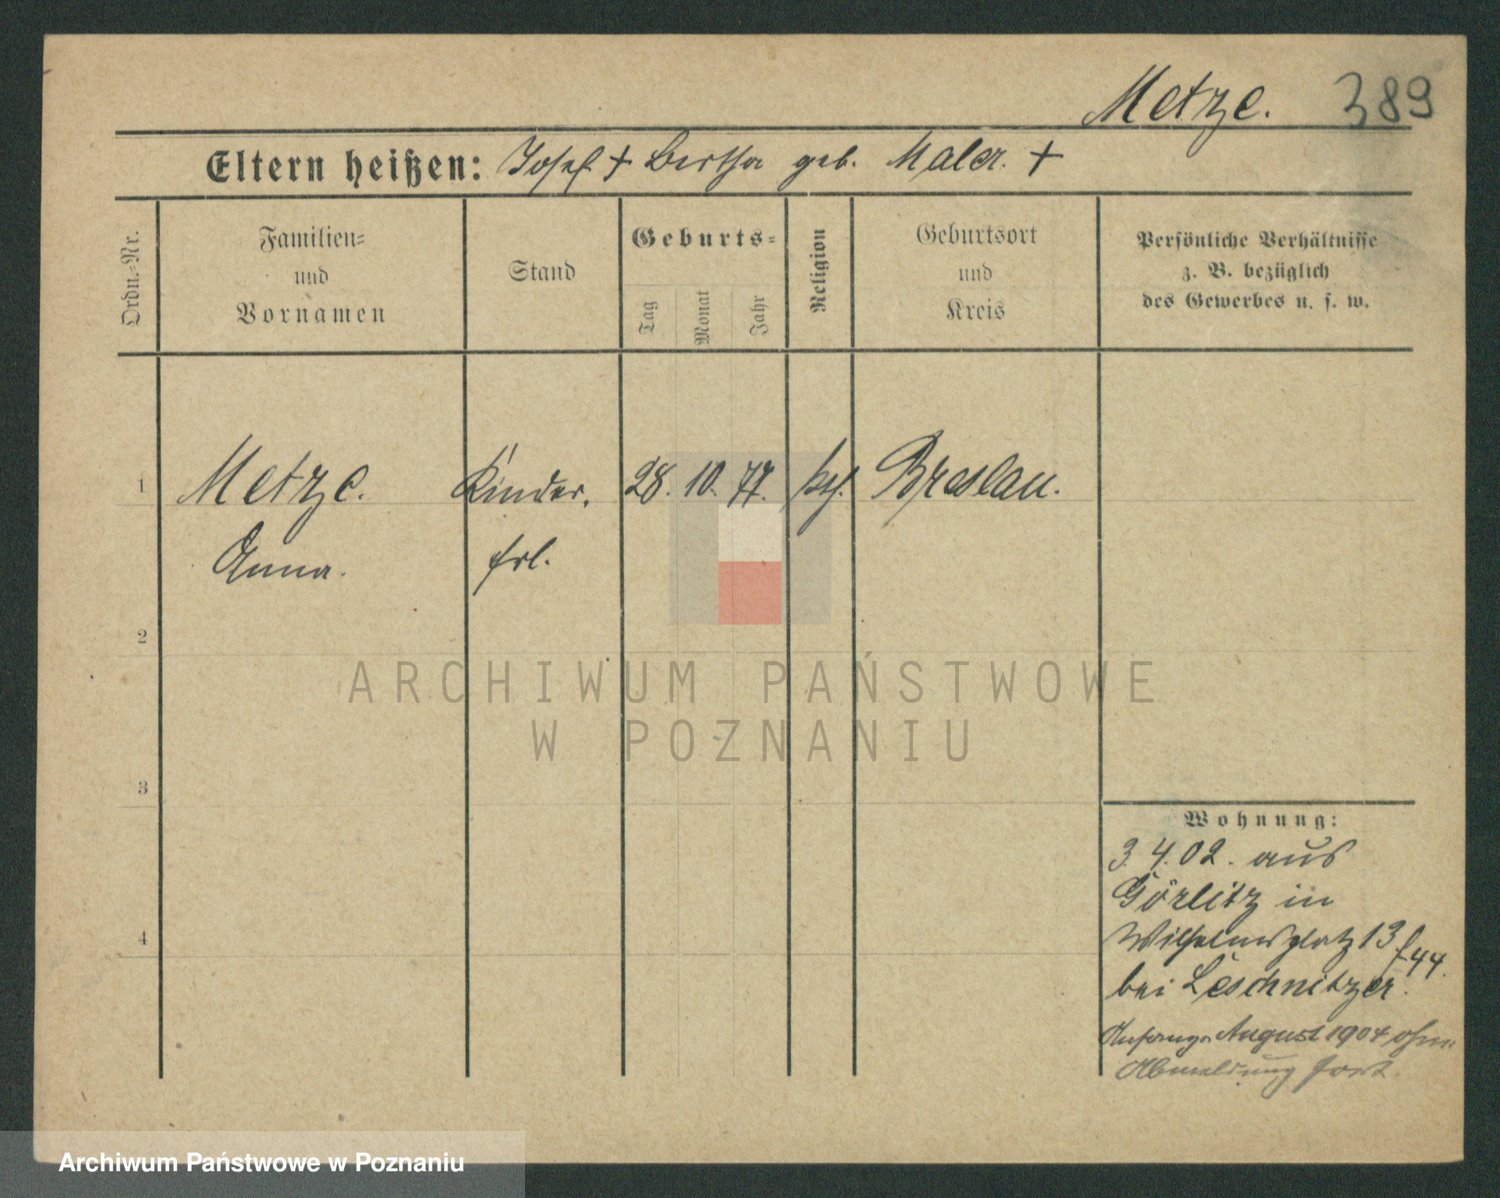 Metze. 389
Eltern heißen: Josef + Bertha geb. Maler. +
Ordn.-Nr.
Familien-
und
Vornamen
Stand
Geburts-
Tag
Monat
Jahr
Religion
Geburtsort
und
Kreis
Persönliche Verhältnisse
z. B. bezüglich
des Gewerbes u. s. w.
1 Metze. Kinder. 28. 10. 77. Breslau.
Anna. frl.
2
ARCHIWUM PAŃSTWOWE
W POZNANIU
3
Wohnung:
3. 4. 02. aus
Görlitz in
Wilhelmsplatz 13
4
f 44.
bei Leschnitzer.
Anfangs August 1904 ohne
Abmeldung fort.
Archiwum Państwowe w Poznaniu